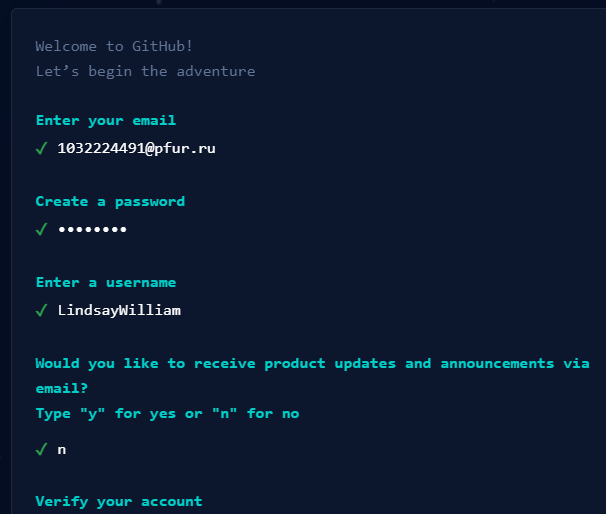 Welcome to GitHub!
Let’s begin the adventure
Enter your email
✓ 1032224491@pfur.ru
Create a password
✓ ••••••••
Enter a username
✓ LindsayWilliam
Would you like to receive product updates and announcements via
email?
Type "y" for yes or "n" for no
✓ n
Verify your account